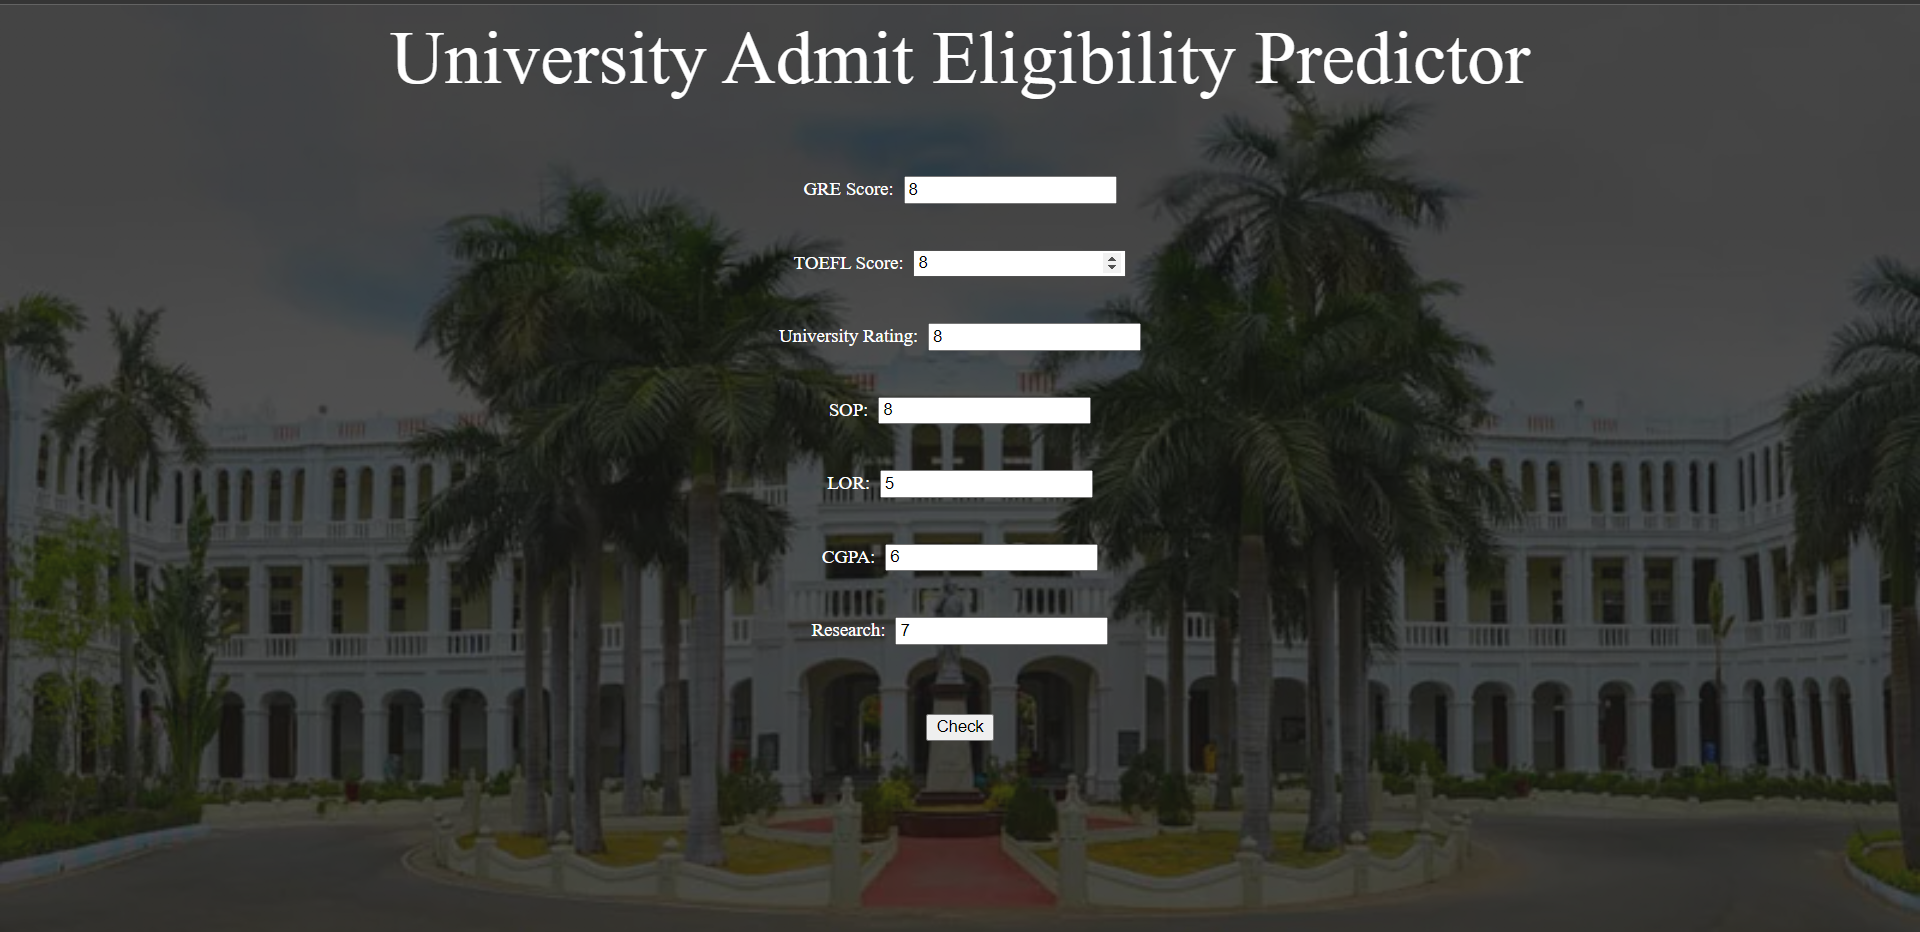 University Admit Eligibility Predictor
GRE Score: 8
TOEFL Score: 8
University Rating: 8
SOP: 8
LOR: 5
CGPA: 6
Research: 7
Check